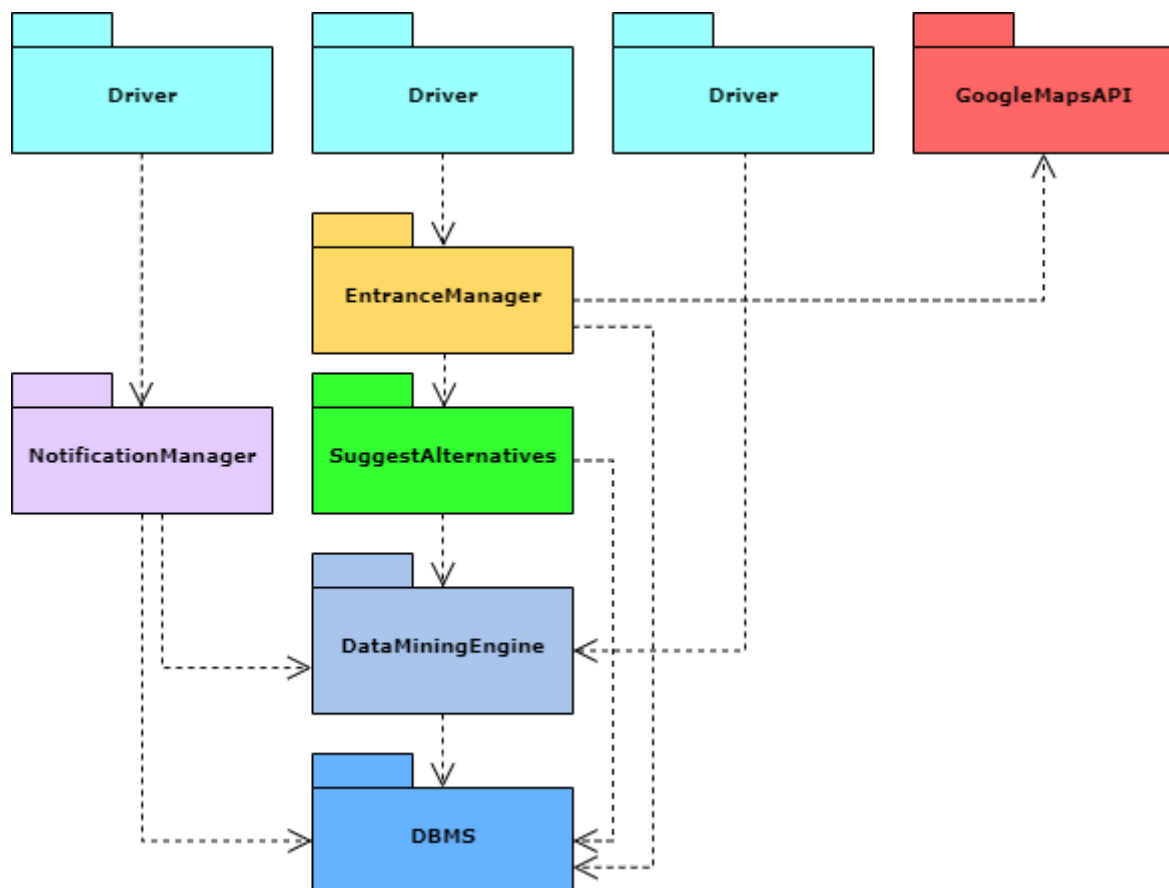 Driver
Driver
Driver
GoogleMapsAPI
EntranceManager
NotificationManager
SuggestAlternatives
DataMiningEngine
DBMS